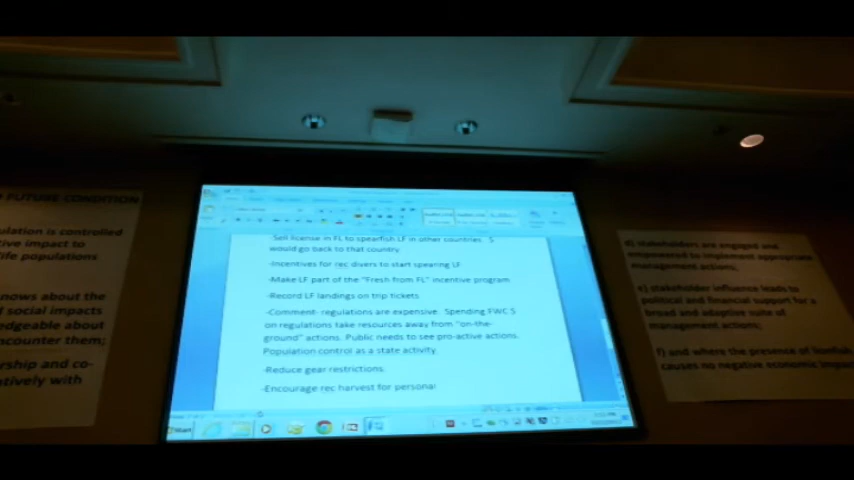 D FUTURE CONDITION
ulation is controlled
tive impact to
life populations
nows about the
f social impacts
edgeable about
ncounter them;
ership and co-
atively with
Sell license in FL to spearfish LF in other countries. $
would go back to that country
-Incentives for rec divers to start spearing LF
-Make LF part of the "Fresh from FL" incentive program
-Record LF landings on trip tickets
-Comment- regulations are expensive. Spending FWC $
on regulations take resources away from "on-the-
ground" actions. Public needs to see pro-active actions.
Population control as a state activity.
-Reduce gear restrictions.
-Encourage rec harvest for personal
Start
d) stakeholders are engaged and
empowered to implement appropriate
management actions;
e) stakeholder influence leads to
political and financial support for a
broad and adaptive suite of
management actions;
f) and where the presence of lionfish
causes no negative economic impac